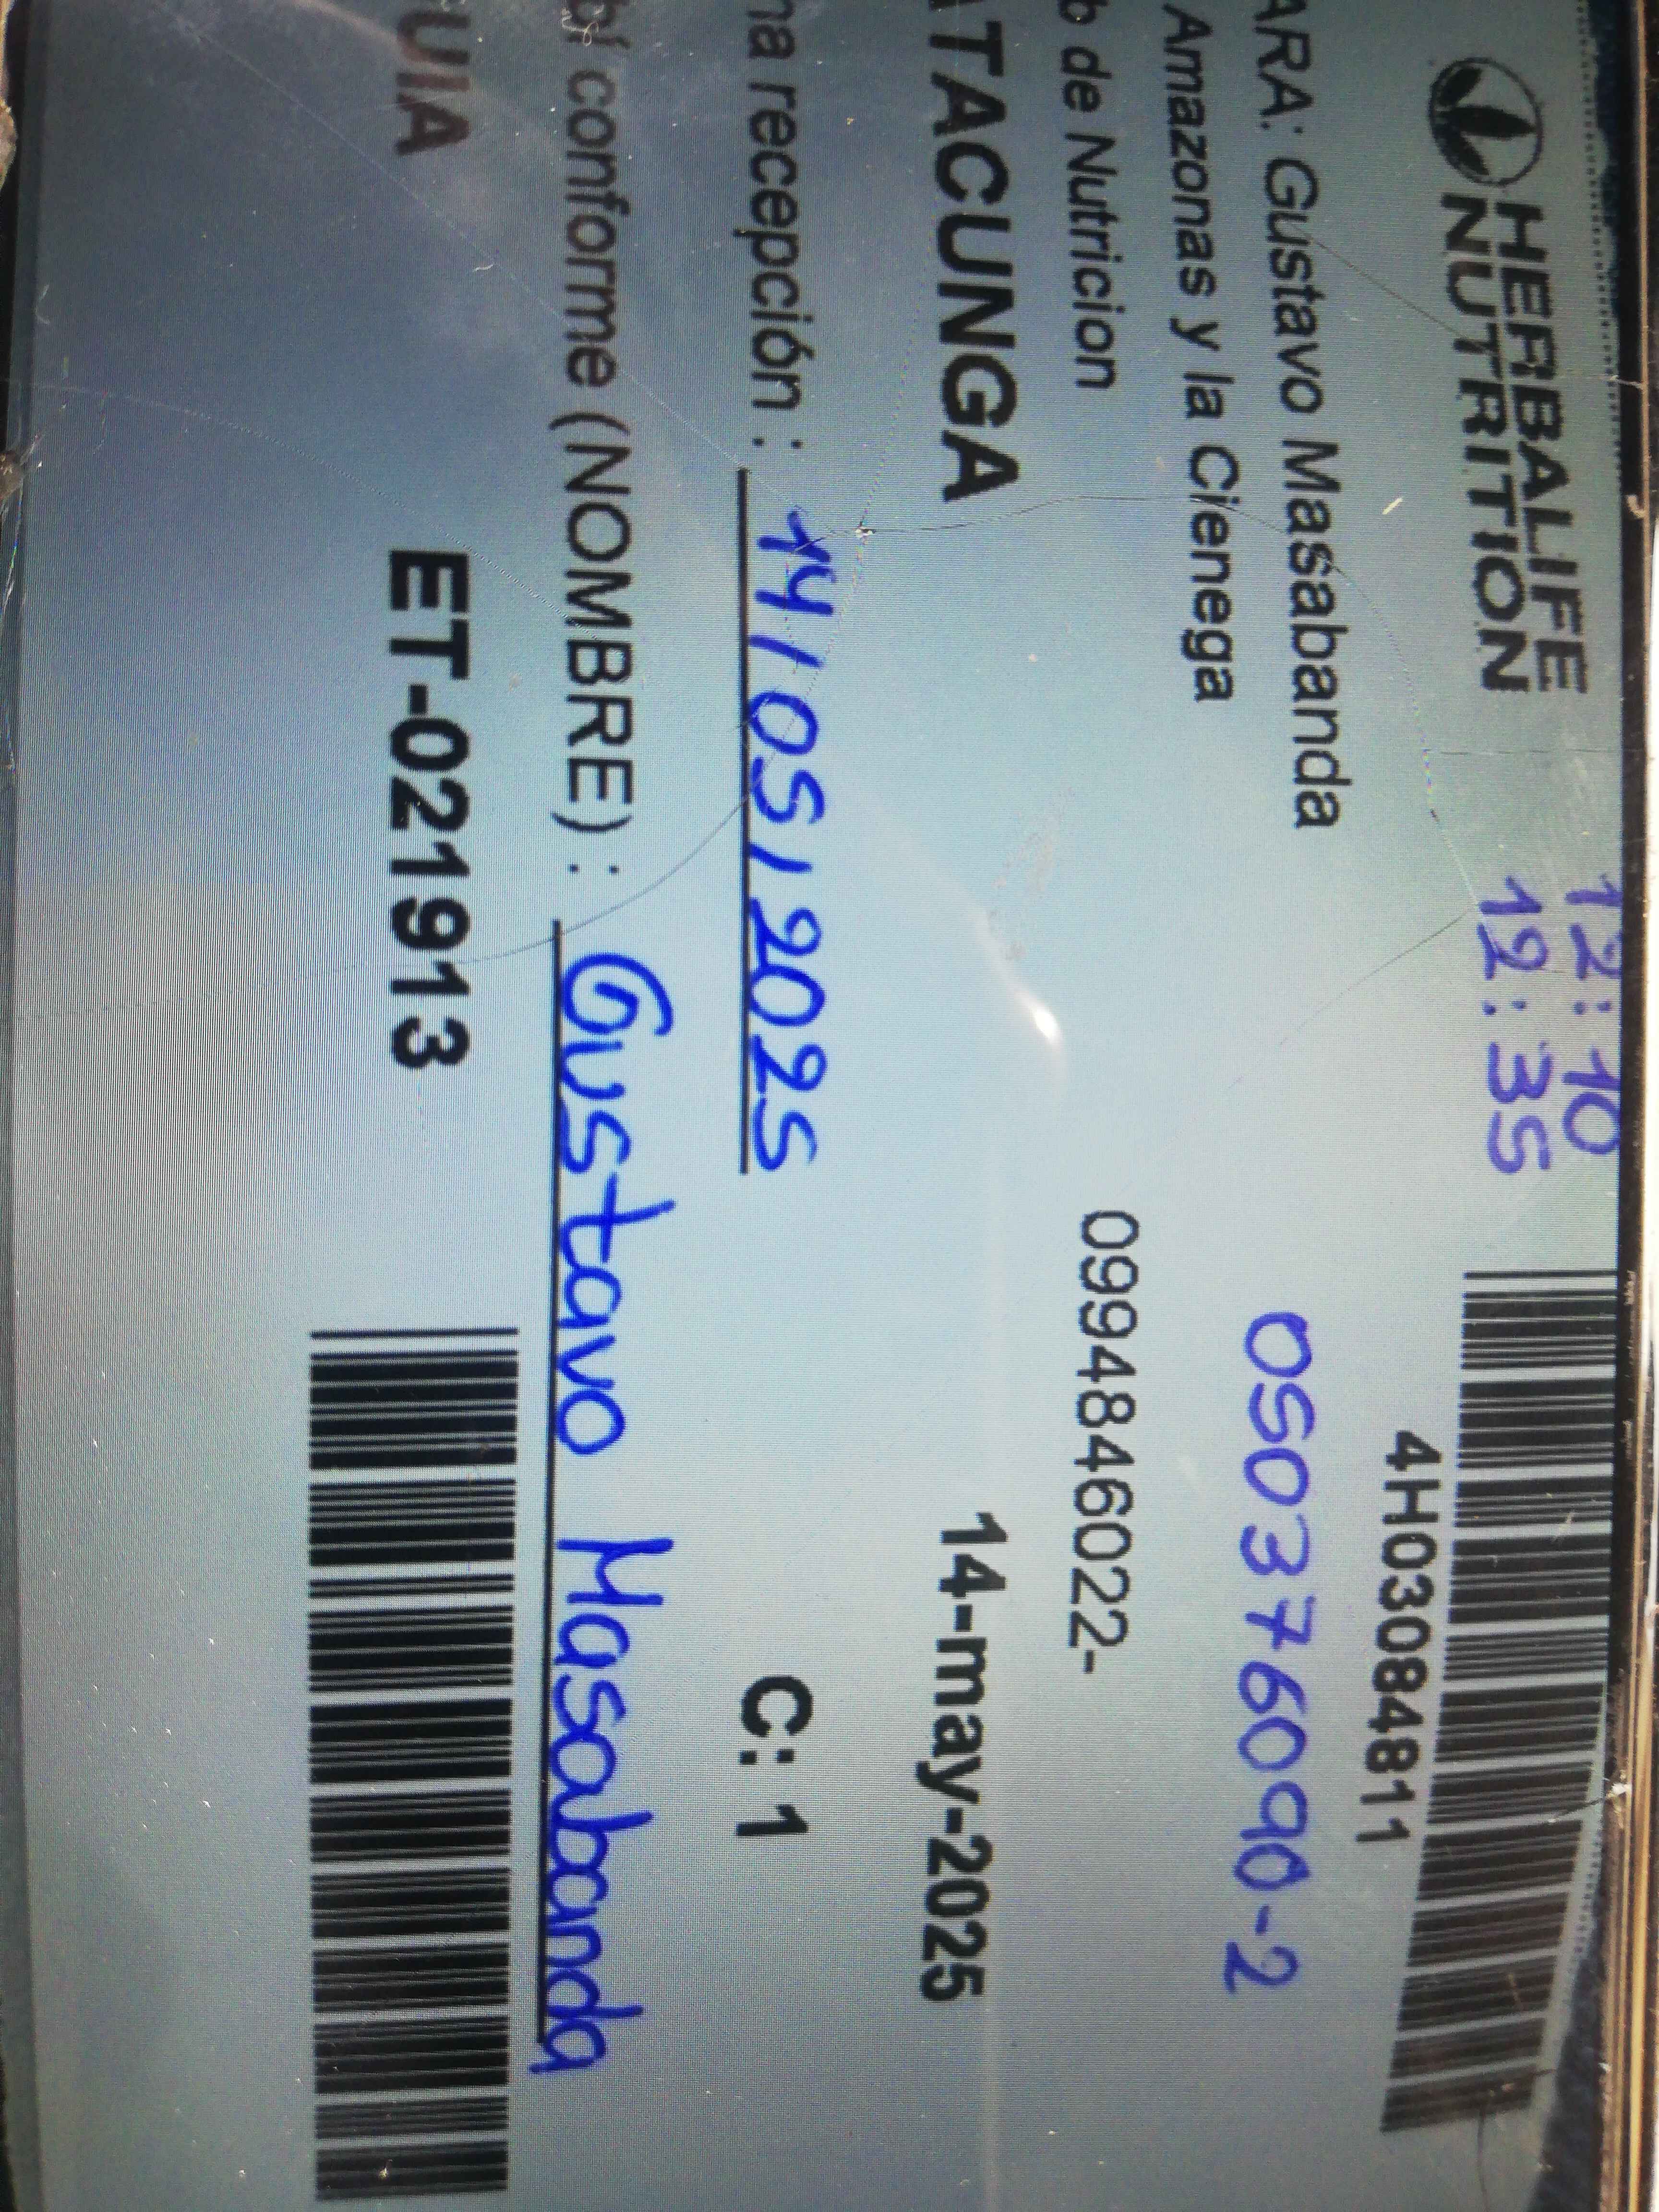 HERBALIFE
NUTRITION
12:10
12:35
4H03084811
ARA: Gustavo Masabanda
050376090-2
Amazonas y la Cienega
b de Nutricion
0994846022-
ATACUNGA
14-may-2025
na recepción : 14/05/2025
C: 1
bí conforme (NOMBRE) : Gustavo Masabanda
UIA
ET-021913